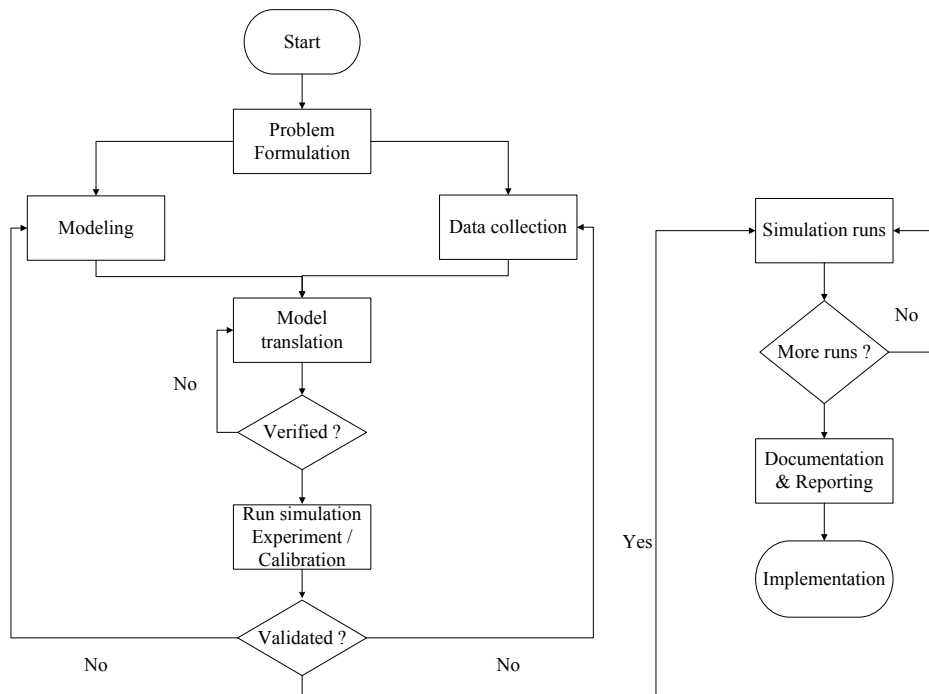 Start
Problem
Formulation
Modeling
Data collection
Model
translation
No
Verified ?
Run simulation
Experiment /
Calibration
Validated ?
No
No
Yes
Simulation runs
No
More runs ?
Documentation
& Reporting
Implementation